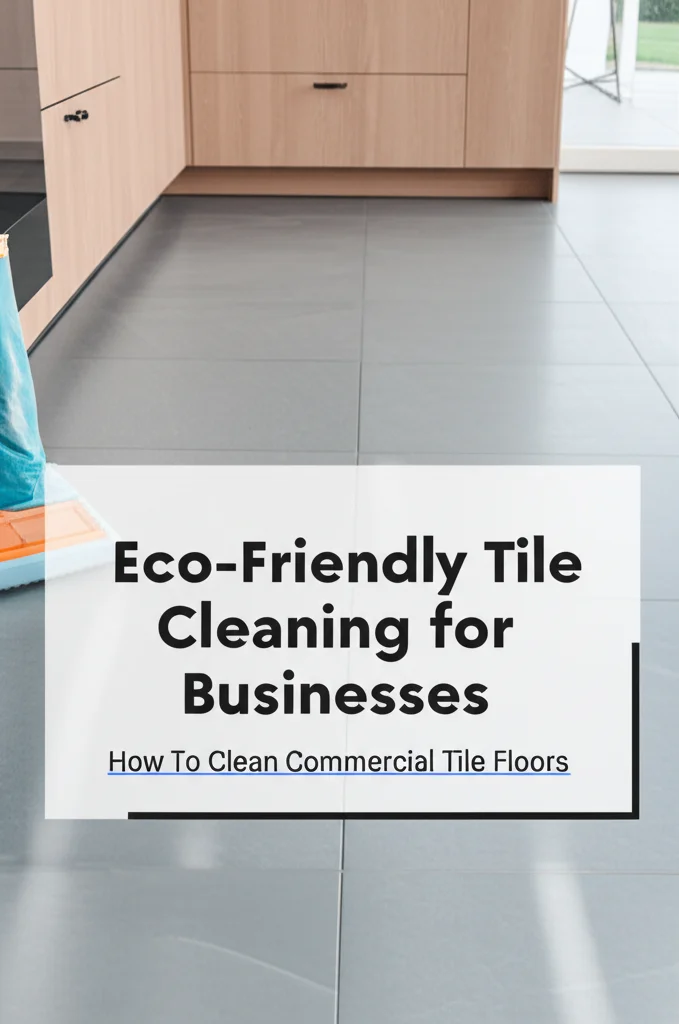 Eco-Friendly Tile
Cleaning for
Businesses
How To Clean Commercial Tile Floors